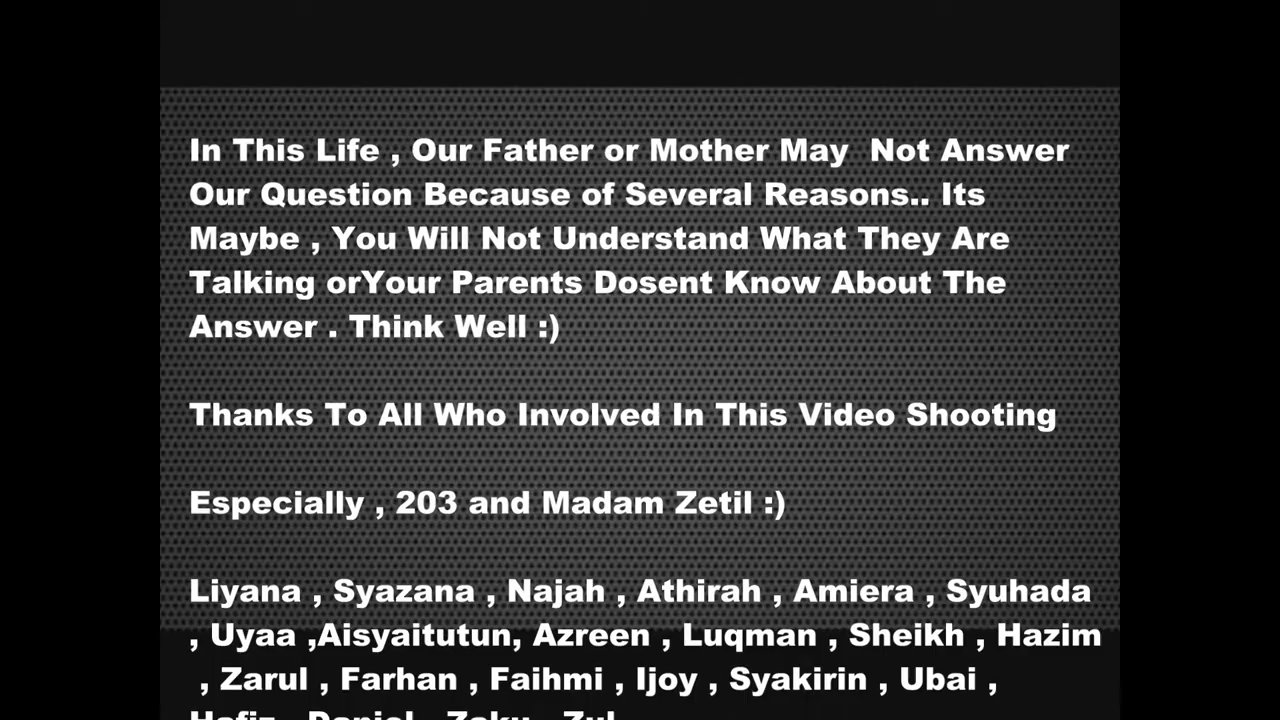 In This Life , Our Father or Mother May  Not Answer
Our Question Because of Several Reasons.. Its
Maybe , You Will Not Understand What They Are
Talking orYour Parents Dosent Know About The
Answer . Think Well :)
Thanks To All Who Involved In This Video Shooting
Especially , 203 and Madam Zetil :)
Liyana , Syazana , Najah , Athirah , Amiera , Syuhada
, Uyaa ,Aisyaitutun, Azreen , Luqman , Sheikh , Hazim
, Zarul , Farhan , Faihmi , Ijoy , Syakirin , Ubai ,